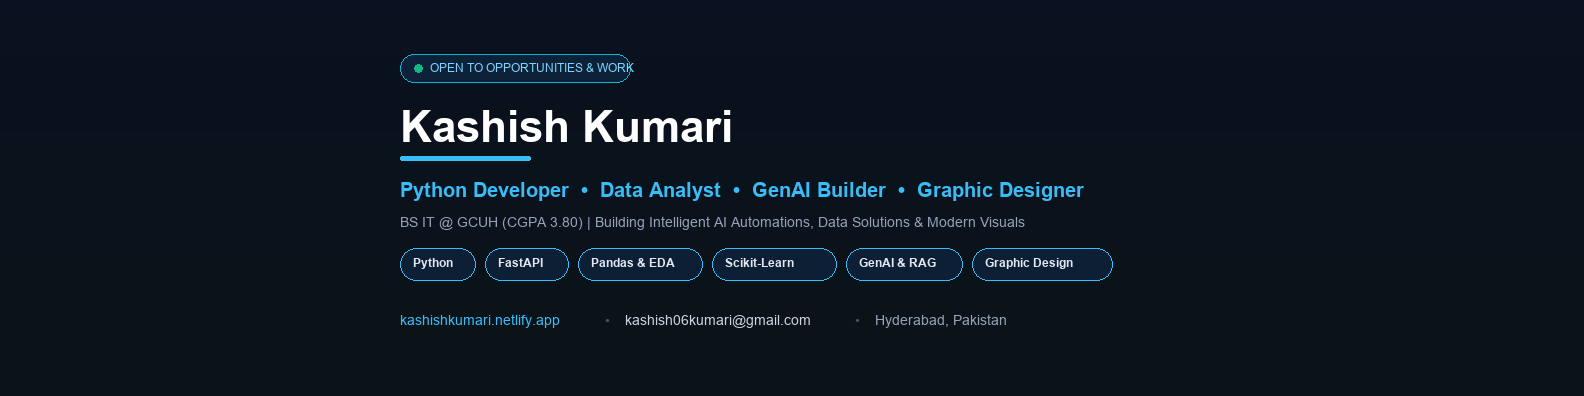 OPEN TO OPPORTUNITIES & WORK
Kashish Kumari
Python Developer • Data Analyst • GenAI Builder • Graphic Designer
BS IT @ GCUH (CGPA 3.80) | Building Intelligent AI Automations, Data Solutions & Modern Visuals
Python FastAPI Pandas & EDA Scikit-Learn GenAI & RAG Graphic Design
kashishkumari.netlify.app • kashish06kumari@gmail.com • Hyderabad, Pakistan